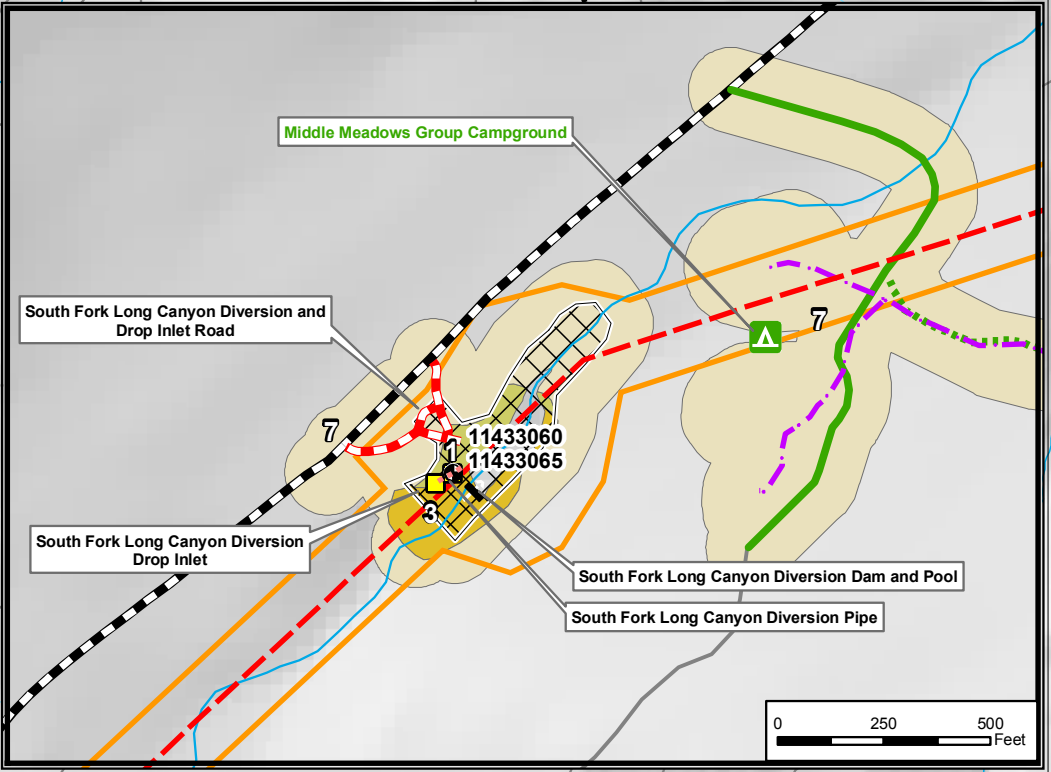 Middle Meadows Group Campground
South Fork Long Canyon Diversion and
Drop Inlet Road
7
7
11433060
1
11433065
3
South Fork Long Canyon Diversion
Drop Inlet
South Fork Long Canyon Diversion Dam and Pool
South Fork Long Canyon Diversion Pipe
0 250 500
Feet